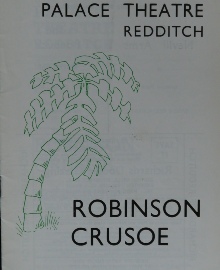 PALACE THEATRE
REDDITCH
ROBINSON
CRUSOE